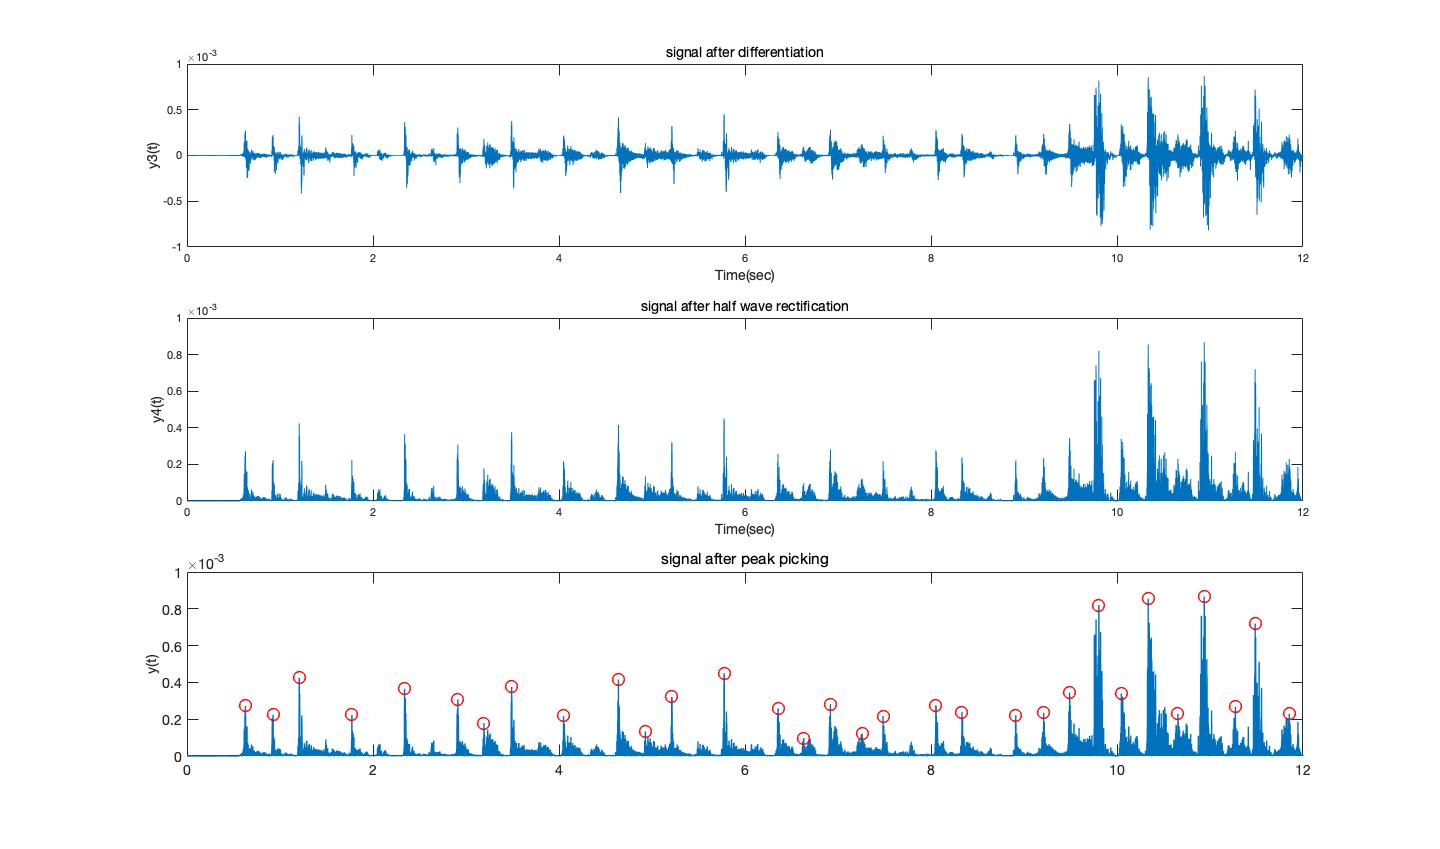 signal after differentiation
×10-3
1
0.5
0
-0.5
-1
y3(t)
0 2 4 6 8 10 12
Time(sec)
signal after half wave rectification
×10-3
1
0.8
0.6
0.4
0.2
0
y4(t)
0 2 4 6 8 10 12
Time(sec)
signal after peak picking
×10-3
1
0.8
0.6
0.4
0.2
0
y(t)
0 2 4 6 8 10 12